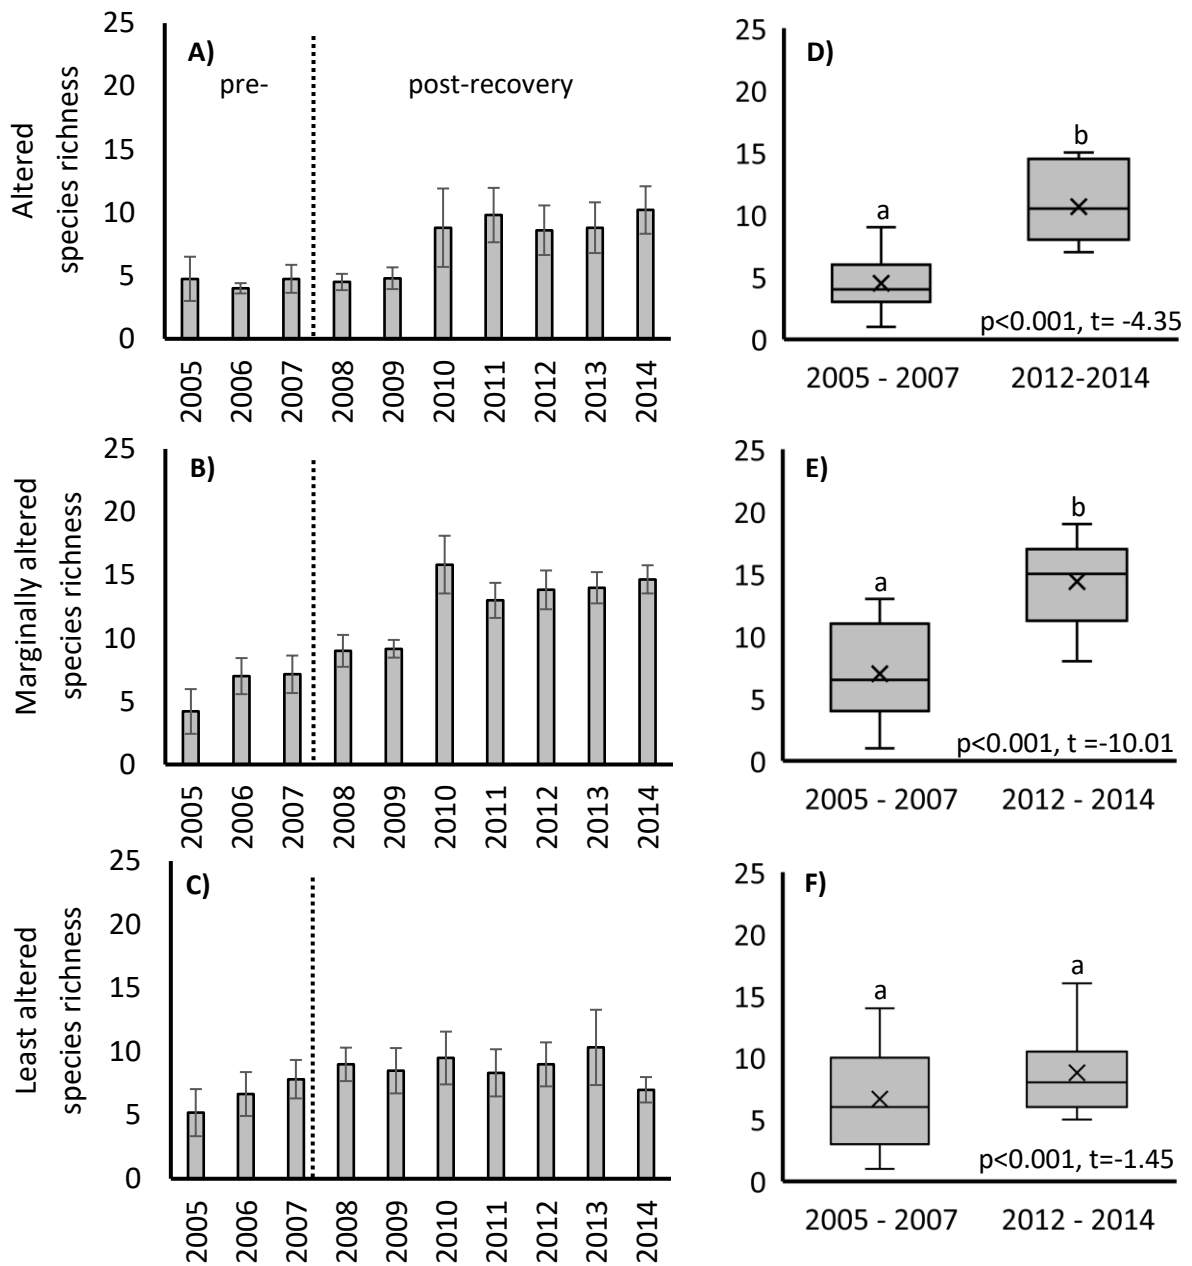 Altered
species richness
25
20
15
10
5
0
A)
pre-
post-recovery
2005
2006
2007
2008
2009
2010
2011
2012
2013
2014
25
20
15
10
5
0
D)
a
b
p<0.001, t= -4.35
2005 - 2007
2012-2014
Marginally altered
species richness
25
20
15
10
5
0
B)
2005
2006
2007
2008
2009
2010
2011
2012
2013
2014
25
20
15
10
5
0
E)
a
b
p<0.001, t =-10.01
2005 - 2007
2012 - 2014
Least altered
species richness
25
20
15
10
5
0
C)
2005
2006
2007
2008
2009
2010
2011
2012
2013
2014
25
20
15
10
5
0
F)
a
a
p<0.001, t=-1.45
2005 - 2007
2012 - 2014